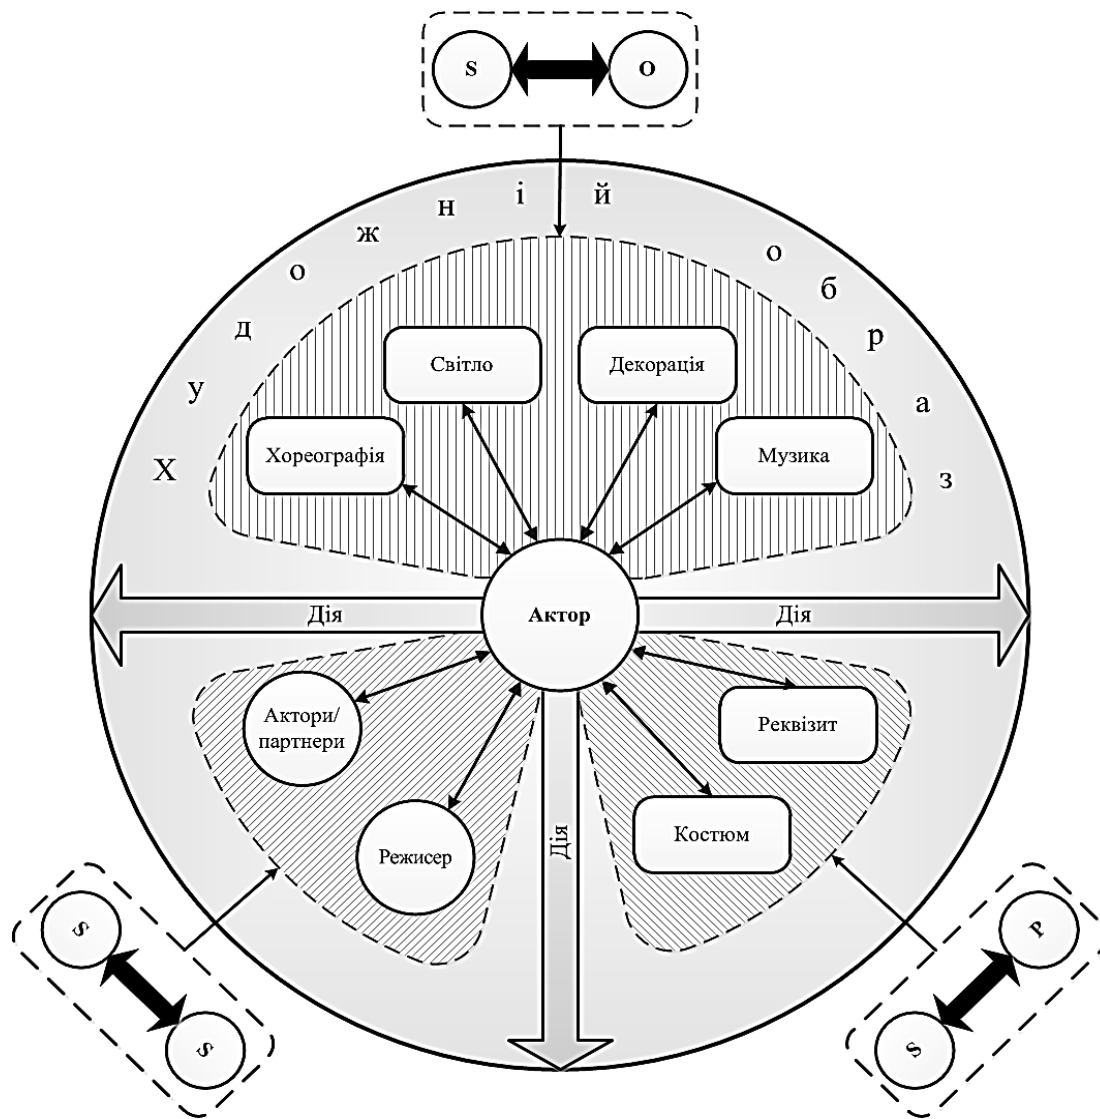 S
O
Художній образ
Світло
Декорація
Хореографія
Музика
Дія
Актор
Дія
Актори/
партнери
Реквізит
Режисер
Дія
Костюм
S
S
P
S